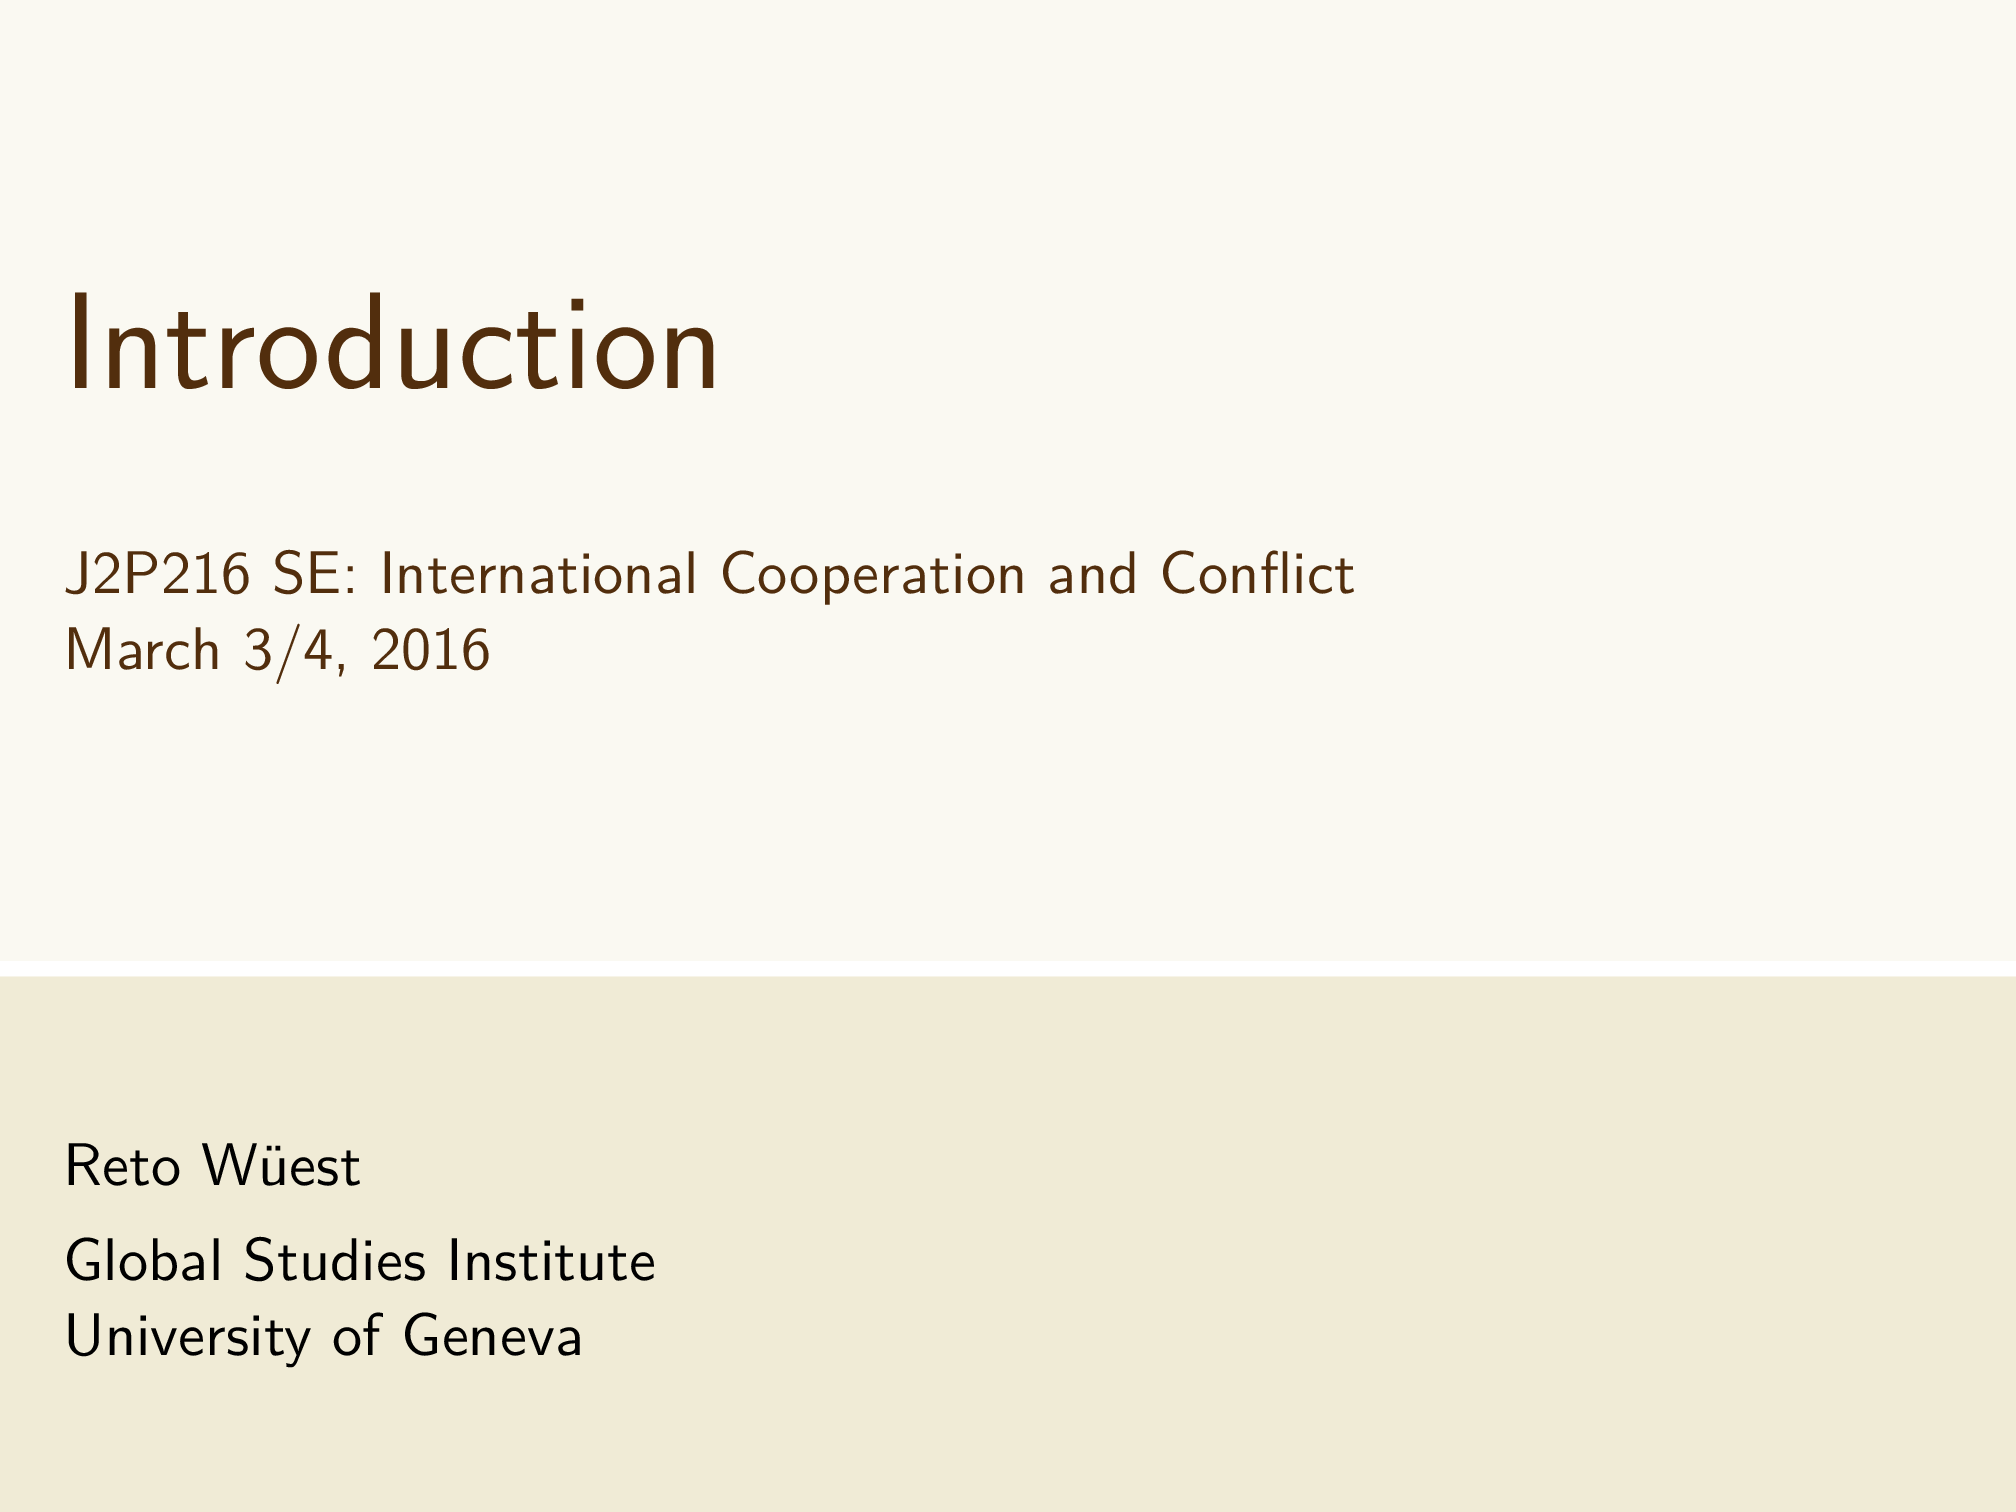 Introduction
J2P216 SE: International Cooperation and Conflict
March 3/4, 2016
Reto Wüest
Global Studies Institute
University of Geneva